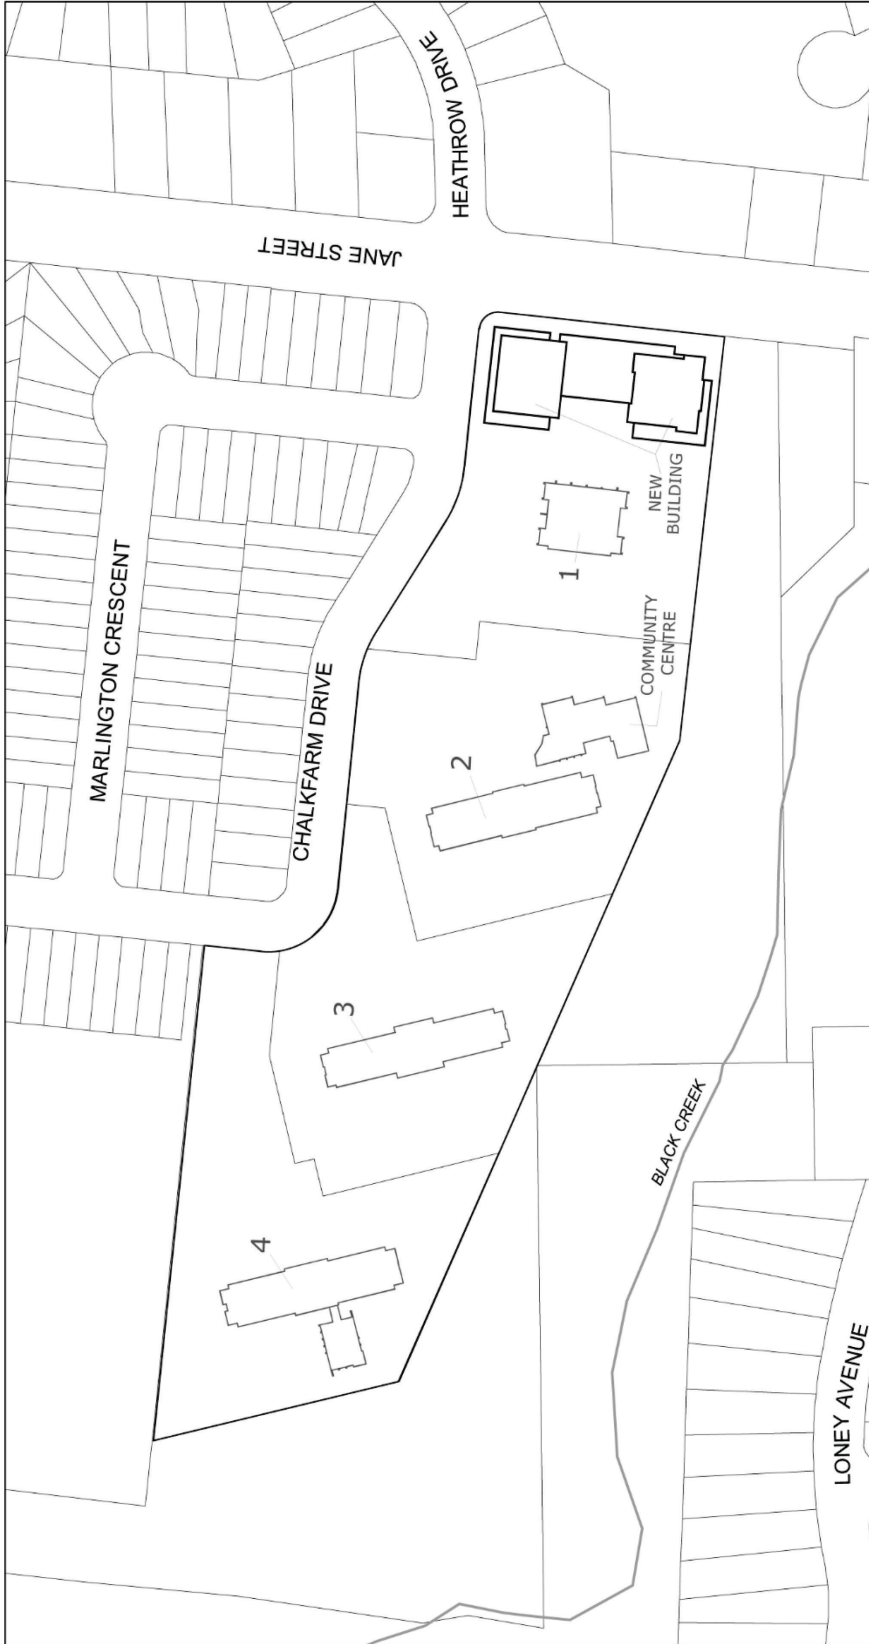 HEATHROW DRIVE
JANE STREET
MARLINGTON CRESCENT
CHALKFARM DRIVE
NEW
BUILDING
1
COMMUNITY
CENTRE
2
3
4
BLACK CREEK
LONEY AVENUE